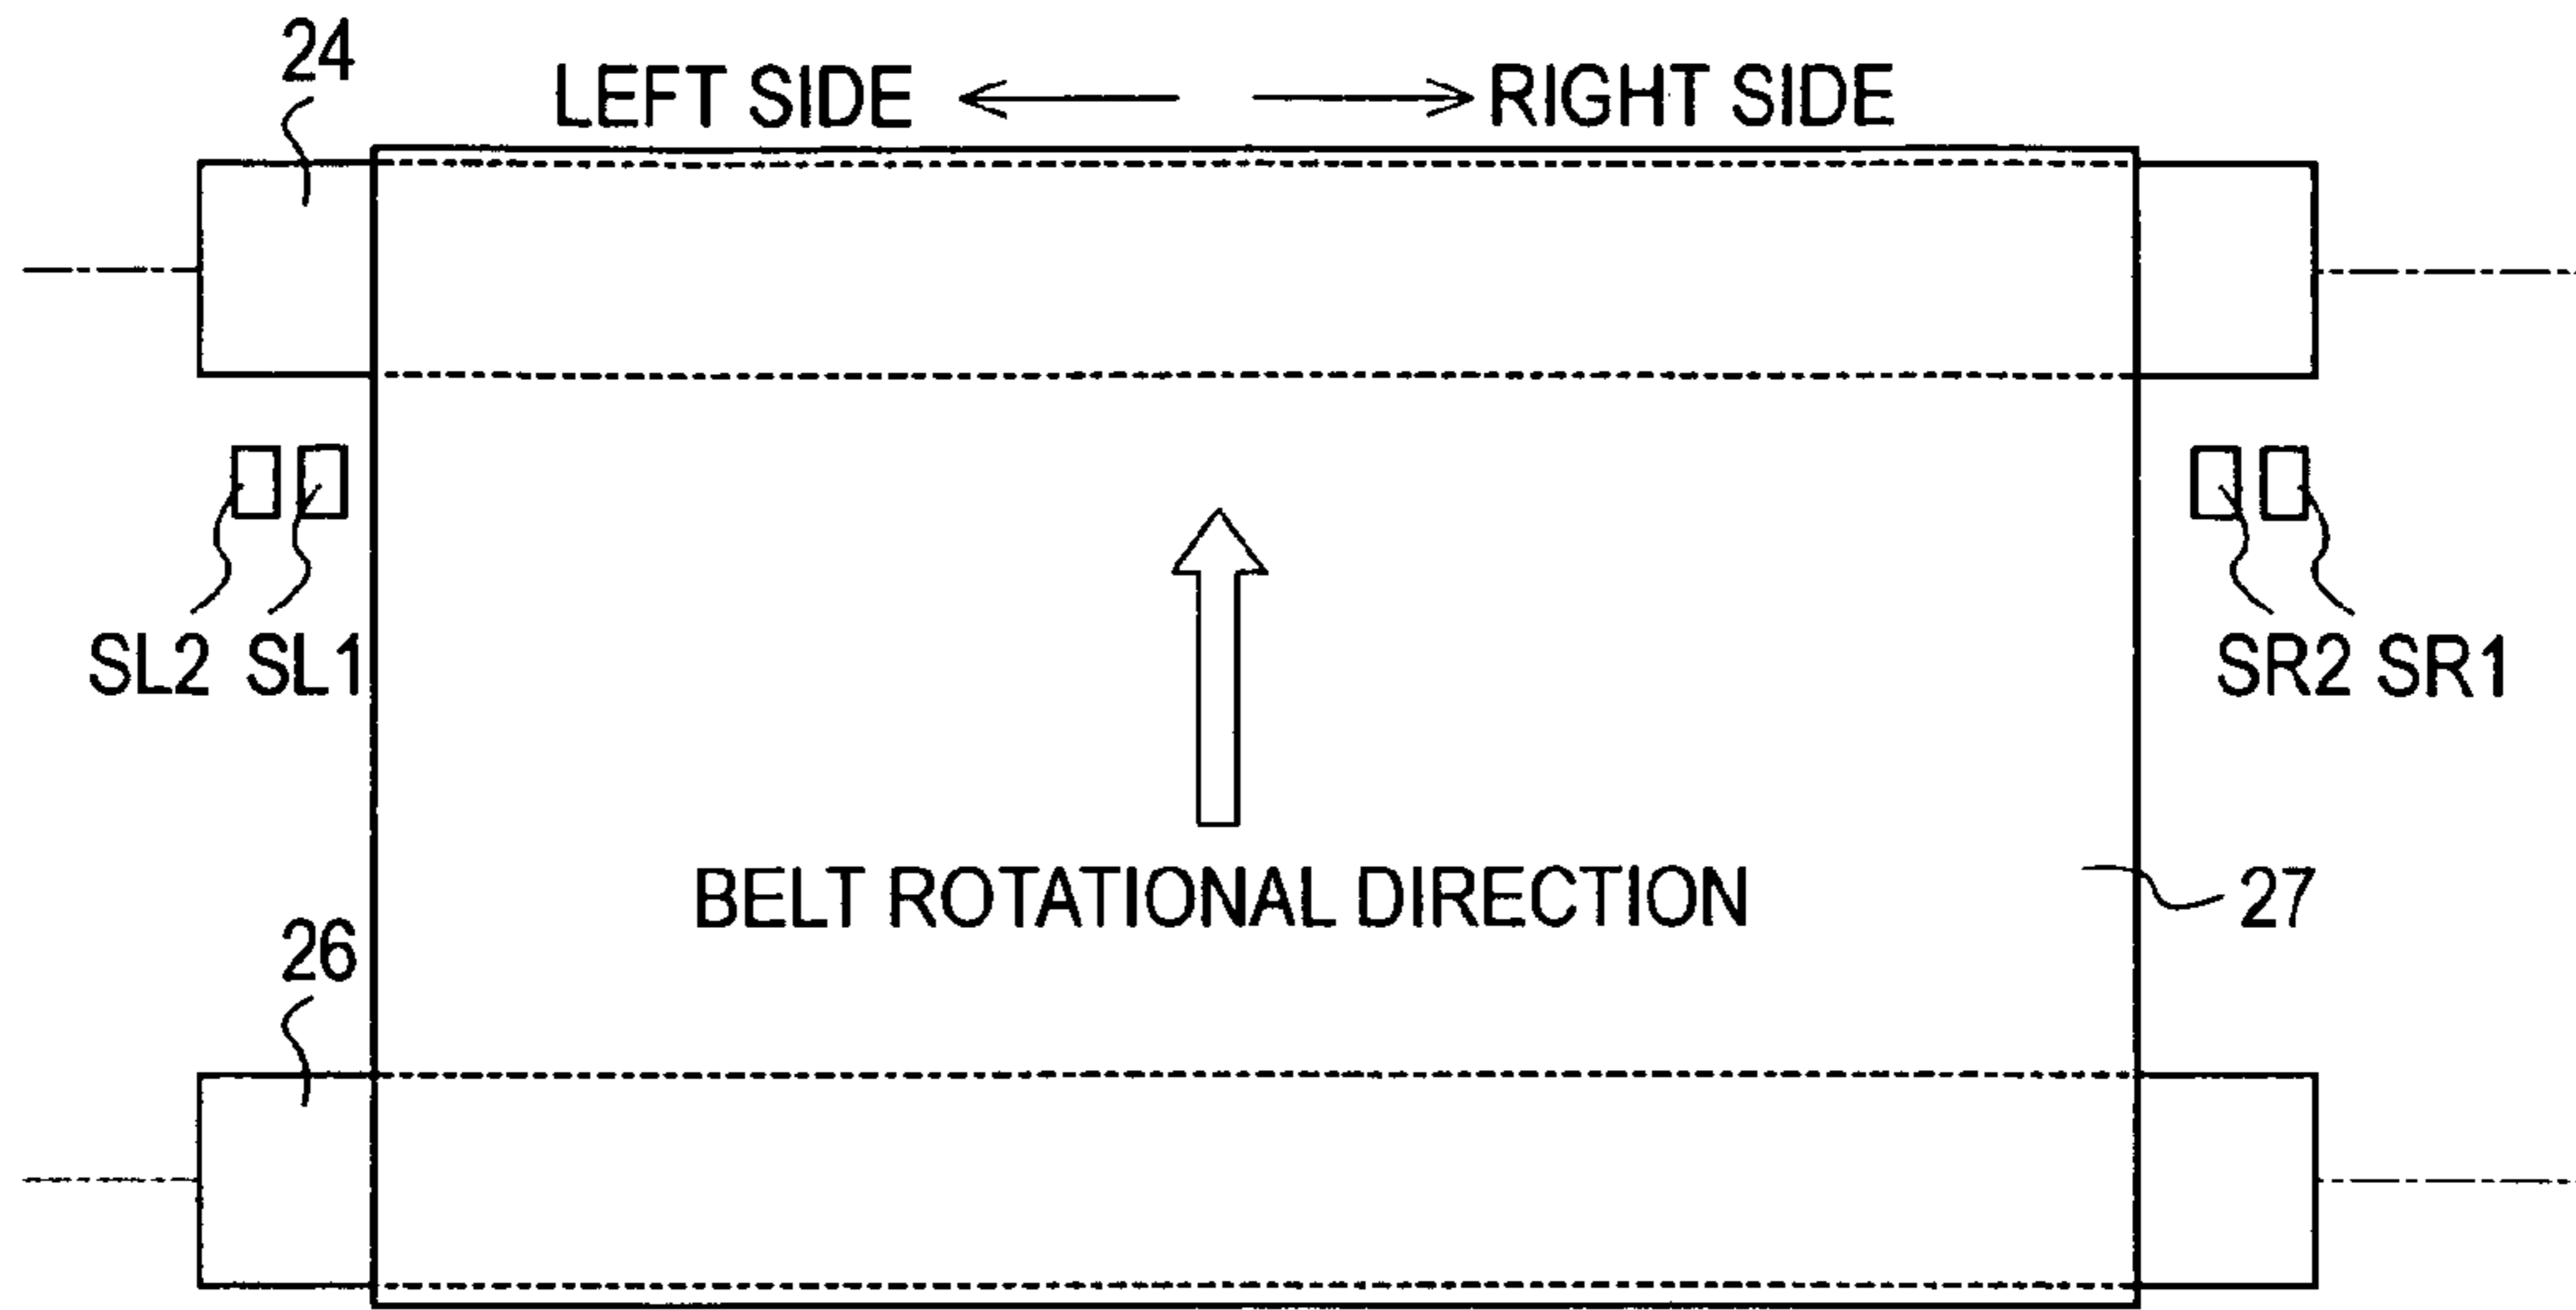 24
LEFT SIDE RIGHT SIDE
SL2 SL1 SR2 SR1
BELT ROTATIONAL DIRECTION 27
26